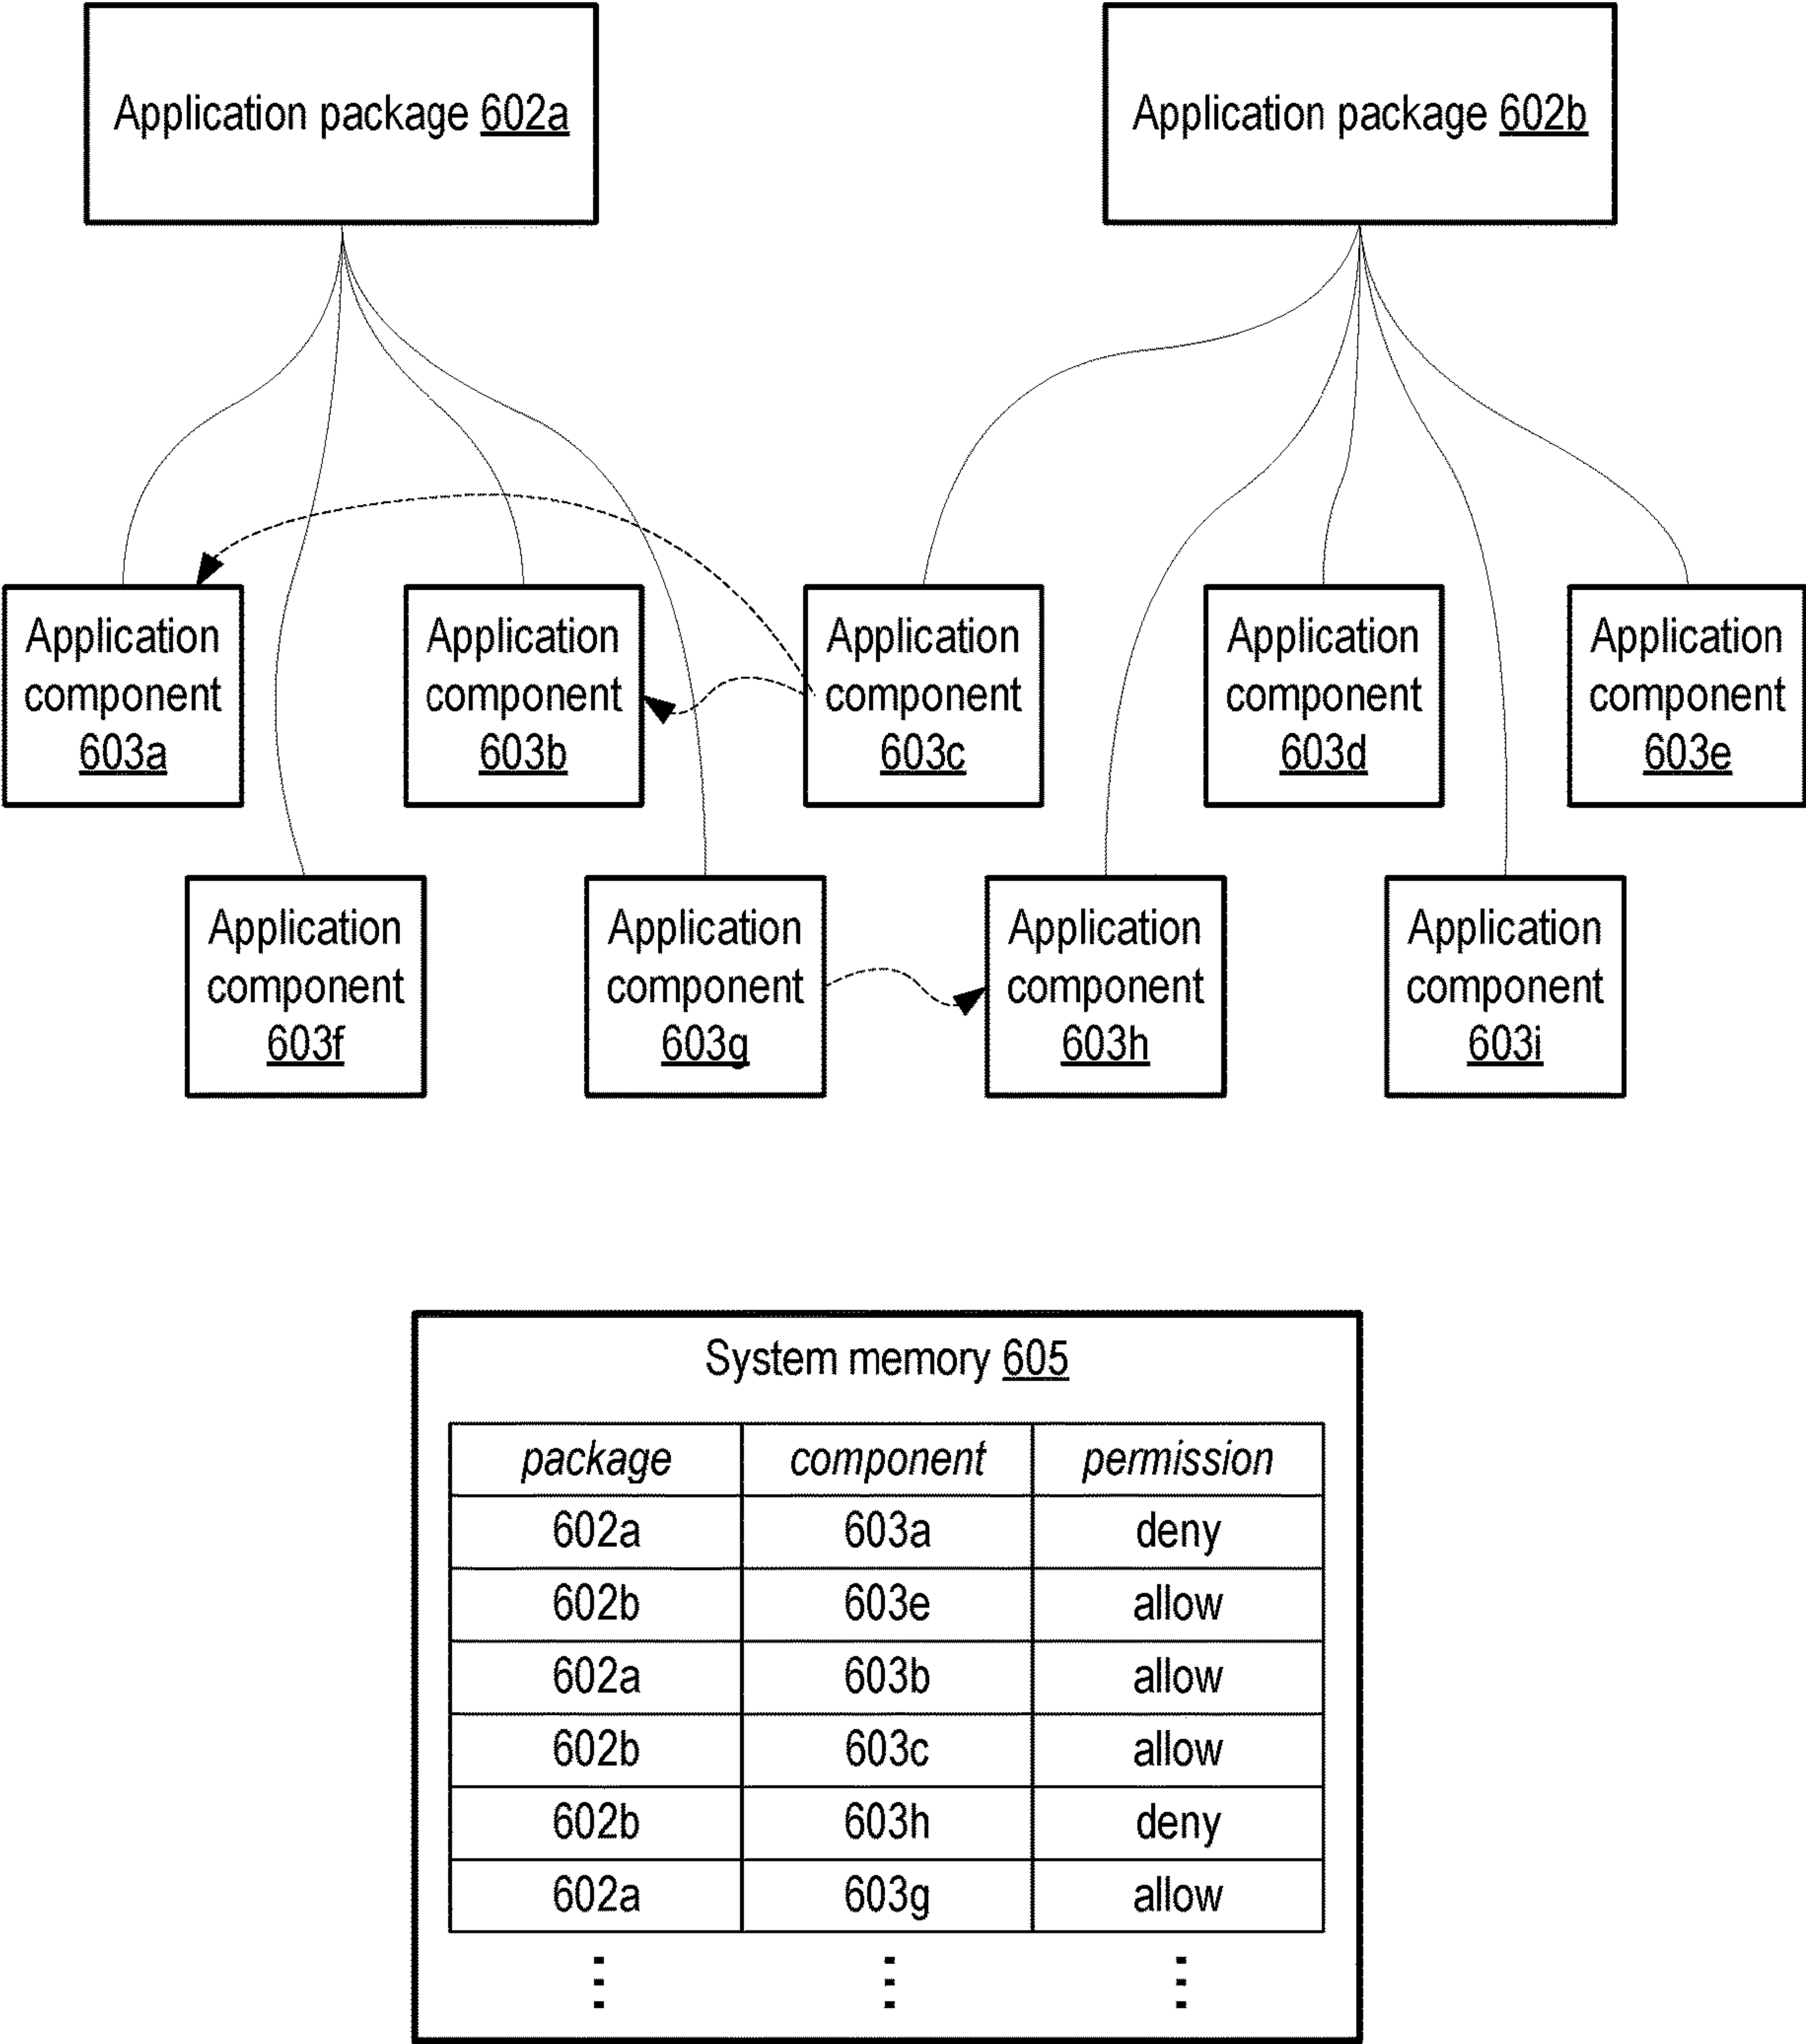 Application package 602a
Application package 602b
Application
component
603a
Application
component
603b
Application
component
603c
Application
component
603d
Application
component
603e
Application
component
603f
Application
component
603g
Application
component
603h
Application
component
603i
System memory 605
package component permission
602a 603a deny
602b 603e allow
602a 603b allow
602b 603c allow
602b 603h deny
602a 603g allow